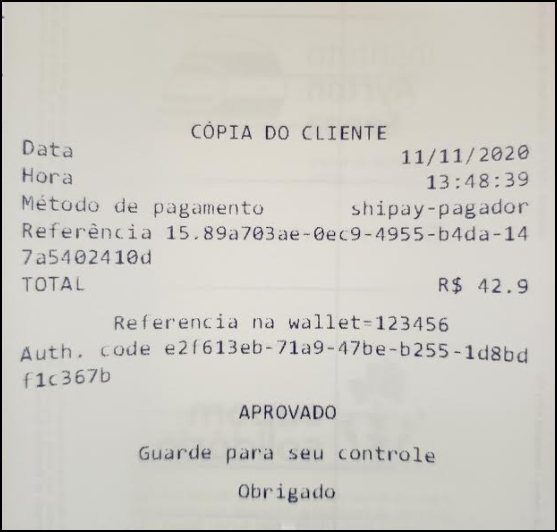 CÓPIA DO CLIENTE
Data 11/11/2020
Hora 13:48:39
Método de pagamento shipay-pagador
Referência 15.89a703ae-0ec9-4955-b4da-14
7a5402410d
TOTAL R$ 42.9
Referencia na wallet=123456
Auth. code e2f613eb-71a9-47be-b255-1d8bd
f1c367b
APROVADO
Guarde para seu controle
Obrigado